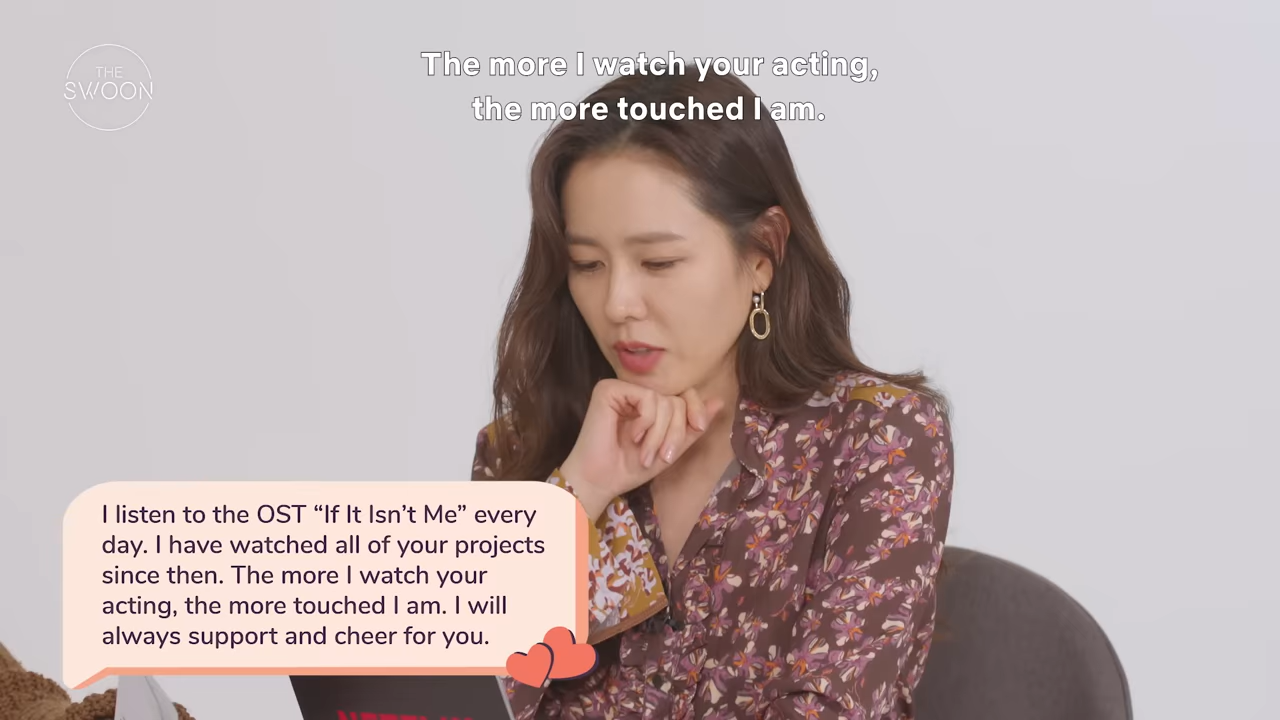 THE
SWOON
The more I watch your acting,
the more touched I am.
I listen to the OST “If It Isn’t Me” every
day. I have watched all of your projects
since then. The more I watch your
acting, the more touched I am. I will
always support and cheer for you.
NETFLIX